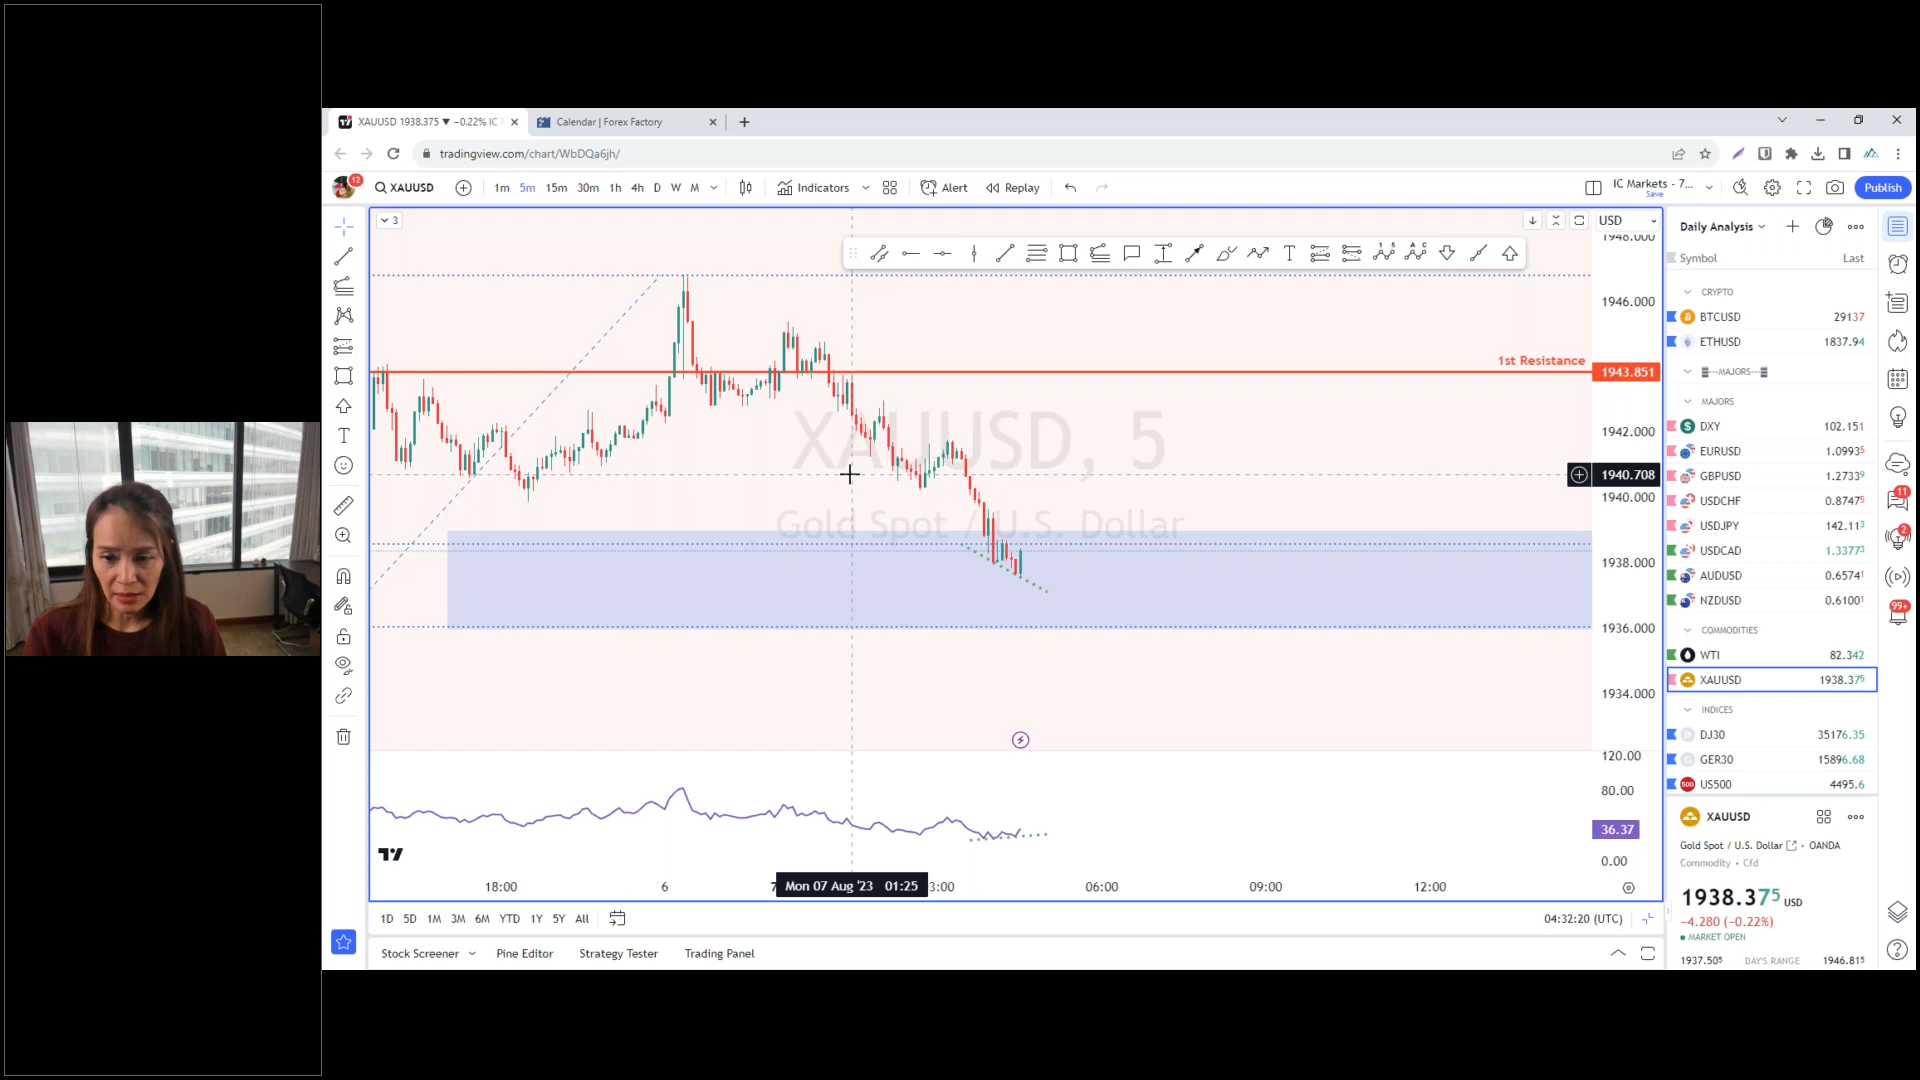 XAUUSD 1938.375 ▼ −0.22% IC
Calendar | Forex Factory
tradingview.com/chart/WbDQa6jh/
12
XAUUSD
1m 5m 15m 30m 1h 4h D W M
Indicators
Alert
Replay
IC Markets - 7...
Save
Publish
3
USD
1948.000
1946.000
1st Resistance
1943.851
1942.000
1940.708
1940.000
1938.000
1936.000
1934.000
XAUUSD, 5
Gold Spot / U.S. Dollar
120.00
80.00
36.37
0.00
18:00
6
Mon 07 Aug '23 01:25
3:00
06:00
09:00
12:00
1D 5D 1M 3M 6M YTD 1Y 5Y All
04:32:20 (UTC)
Stock Screener
Pine Editor
Strategy Tester
Trading Panel
Daily Analysis
Symbol Last
CRYPTO
BTCUSD 29137
ETHUSD 1837.94
---MAJORS---
MAJORS
DXY 102.151
EURUSD 1.09935
GBPUSD 1.27339
USDCHF 0.87475
USDJPY 142.113
USDCAD 1.33773
AUDUSD 0.65741
NZDUSD 0.61001
COMMODITIES
WTI 82.342
XAUUSD 1938.375
INDICES
DJ30 35176.35
GER30 15896.68
US500 4495.6
XAUUSD
Gold Spot / U.S. Dollar • OANDA
Commodity • Cfd
1938.375 USD
−4.280 (−0.22%)
MARKET OPEN
1937.505 DAY'S RANGE 1946.815
11
2
99+